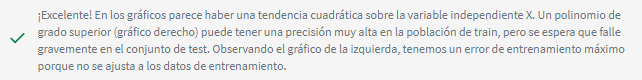 ¡Excelente! En los gráficos parece haber una tendencia cuadrática sobre la variable independiente X. Un polinomio de
grado superior (gráfico derecho) puede tener una precisión muy alta en la población de train, pero se espera que falle
gravemente en el conjunto de test. Observando el gráfico de la izquierda, tenemos un error de entrenamiento máximo
porque no se ajusta a los datos de entrenamiento.